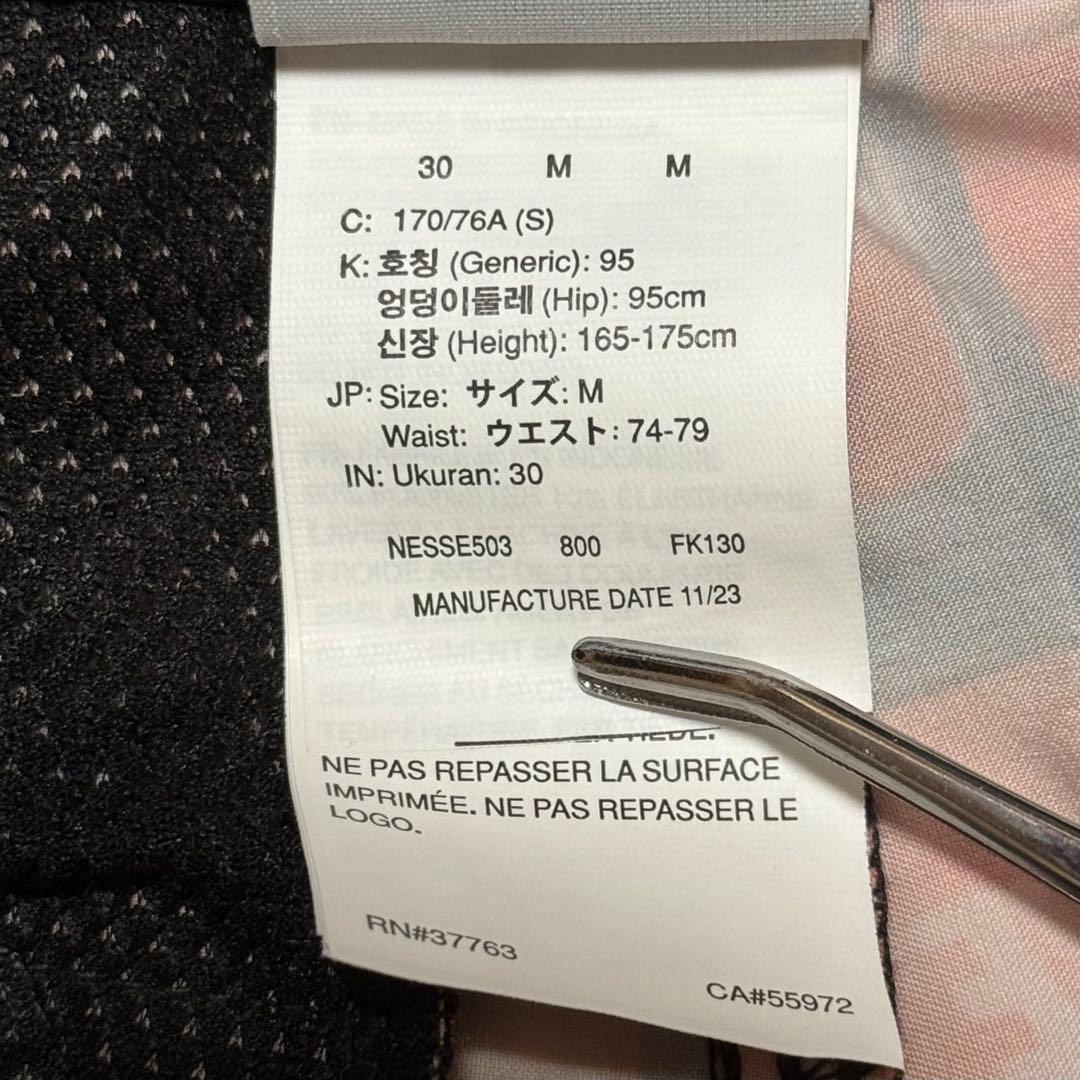 30 M M
C: 170/76A (S)
K: 호칭 (Generic): 95
엉덩이둘레 (Hip): 95cm
신장 (Height): 165-175cm
JP: Size: サイズ: M
Waist: ウエスト: 74-79
IN: Ukuran: 30
NESSE503 800 FK130
MANUFACTURE DATE 11/23
NE PAS REPASSER LA SURFACE
IMPRIMÉE. NE PAS REPASSER LE
LOGO.
RN#37763
CA#55972